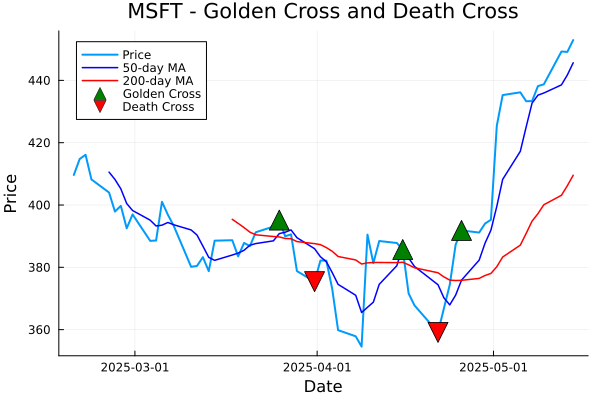 MSFT - Golden Cross and Death Cross
Price
50-day MA
200-day MA
Golden Cross
Death Cross
Price
440
420
400
380
360
2025-03-01
2025-04-01
2025-05-01
Date